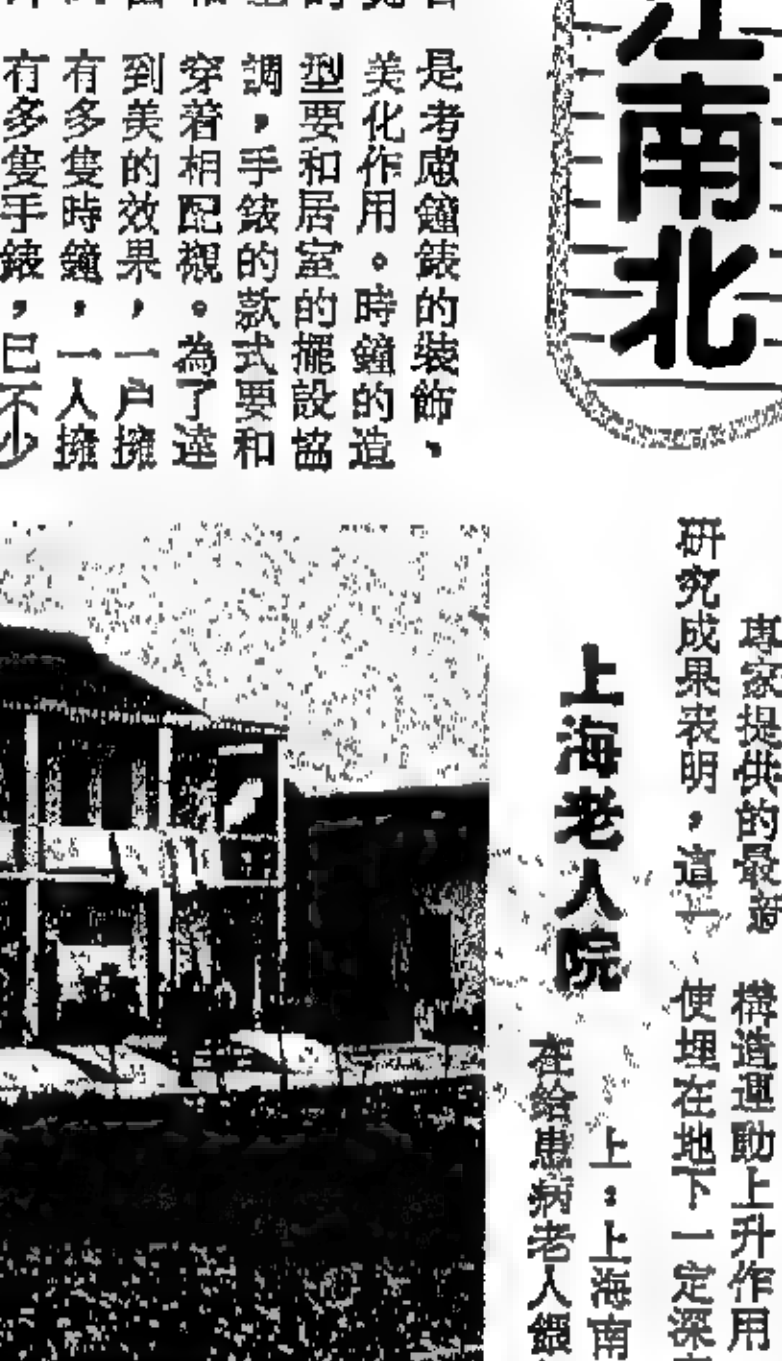 江南北
是考慮鐘錶的裝飾、
美化作用。時鐘的造
型要和居室的擺設協
調，手錶的款式要和
穿着相配襯。為了達
到美的效果，一户擁
有多隻時鐘，一人擁
有多隻手錶，已不少
專家提供的最新
研究成果表明，這一
構造運動上升作用
使埋在地下一定深
上海老人院
上：上海南
在給患病老人餵